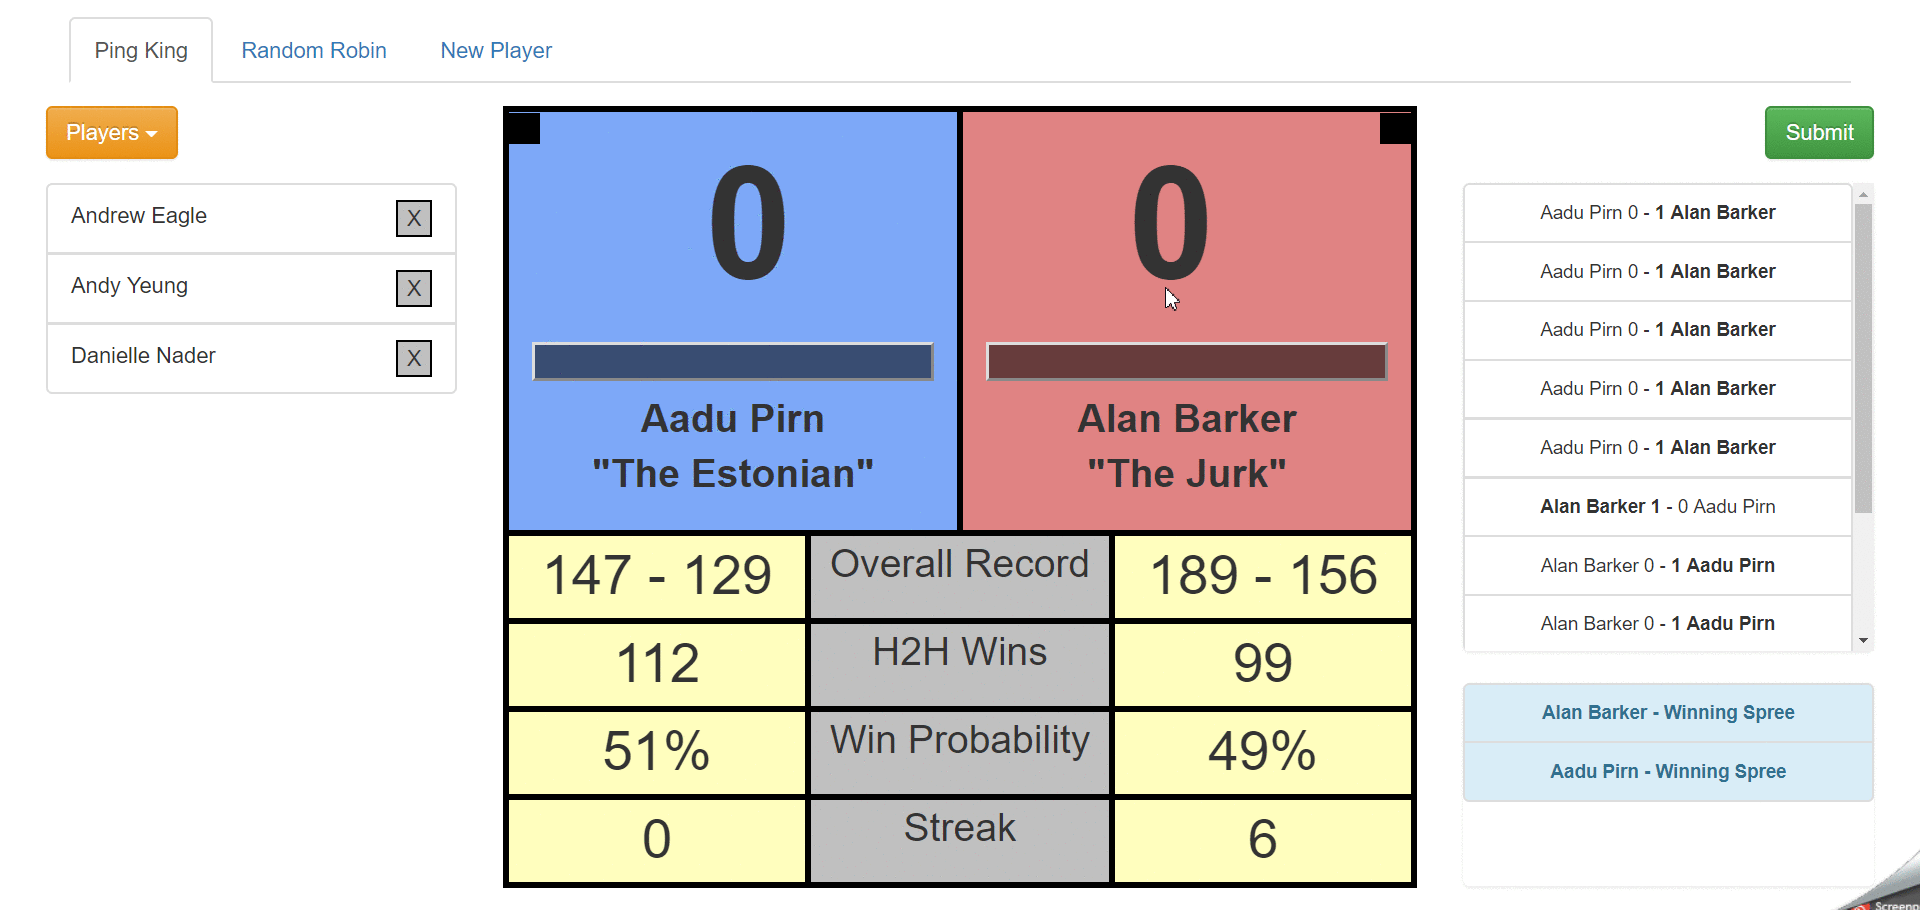 Ping King
Random Robin
New Player
Players
Submit
Andrew Eagle
X
Andy Yeung
X
Danielle Nader
X
0
0
Aadu Pirn
"The Estonian"
Alan Barker
"The Jurk"
147 - 129
Overall Record
189 - 156
112
H2H Wins
99
51%
Win Probability
49%
0
Streak
6
Aadu Pirn 0 - 1 Alan Barker
Aadu Pirn 0 - 1 Alan Barker
Aadu Pirn 0 - 1 Alan Barker
Aadu Pirn 0 - 1 Alan Barker
Aadu Pirn 0 - 1 Alan Barker
Alan Barker 1 - 0 Aadu Pirn
Alan Barker 0 - 1 Aadu Pirn
Alan Barker 0 - 1 Aadu Pirn
Alan Barker - Winning Spree
Aadu Pirn - Winning Spree